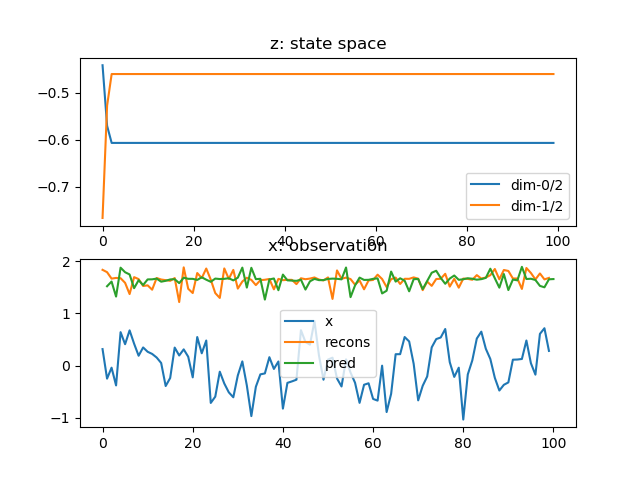 z: state space
−0.5
−0.6
−0.7
dim-0/2
dim-1/2
0 20 40 60 80 100
x: observation
2
1
0
−1
x
recons
pred
0 20 40 60 80 100